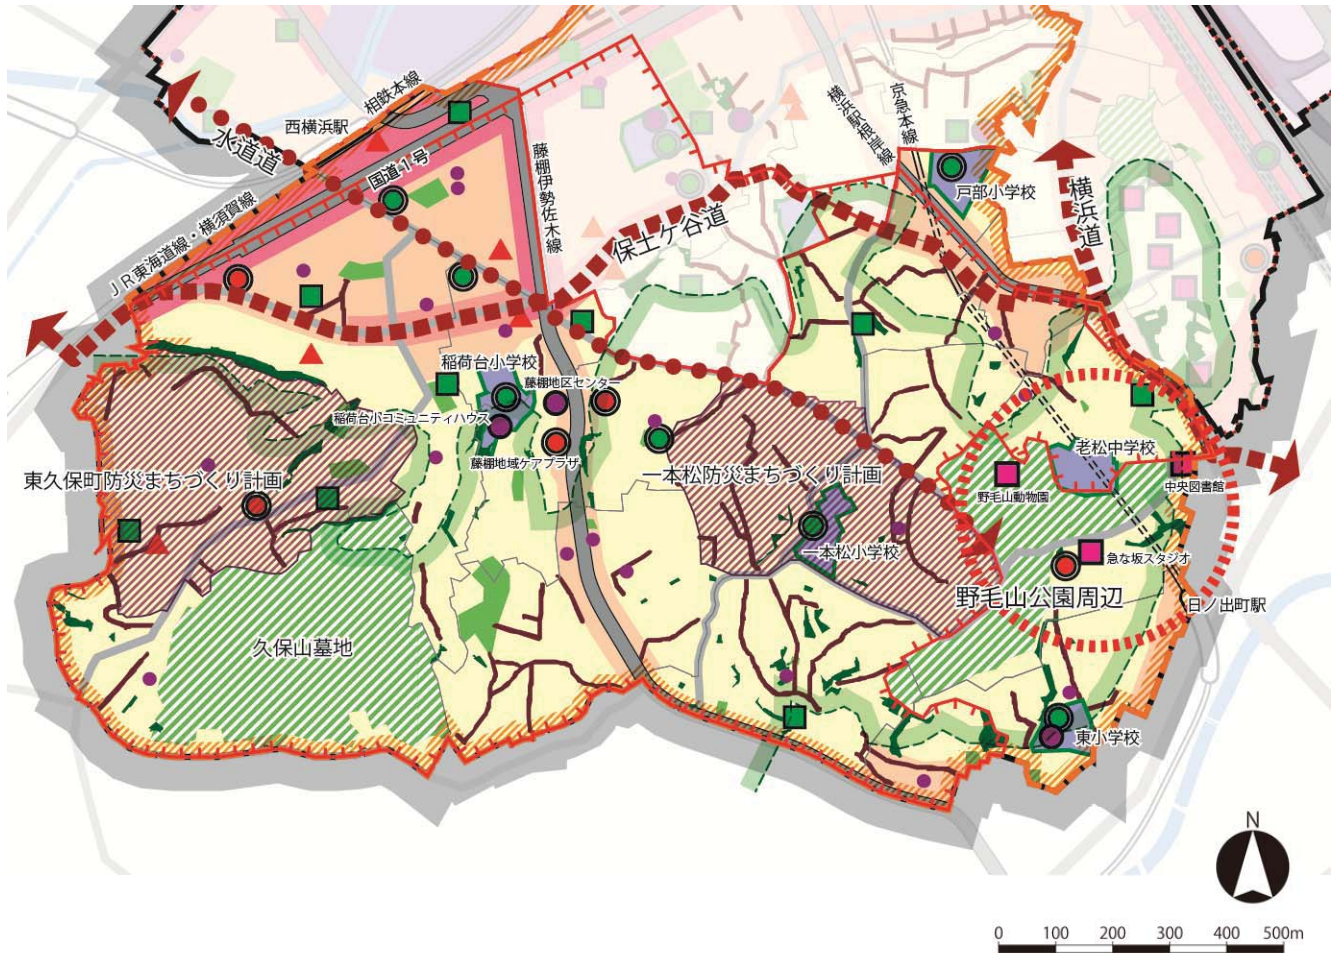 相鉄本線
西横浜駅
水道道
国道1号
JR東海道線・横須賀線
藤棚伊勢佐木線
保土ケ谷道
横浜駅根岸線
京急本線
戸部小学校
横浜道
稲荷台小学校
藤棚地区センター
稲荷台小コミュニティハウス
藤棚地域ケアプラザ
東久保町防災まちづくり計画
一本松防災まちづくり計画
一本松小学校
老松中学校
野毛山動物園
中央図書館
急な坂スタジオ
野毛山公園周辺
日ノ出町駅
久保山墓地
東小学校
N
0 100 200 300 400 500m